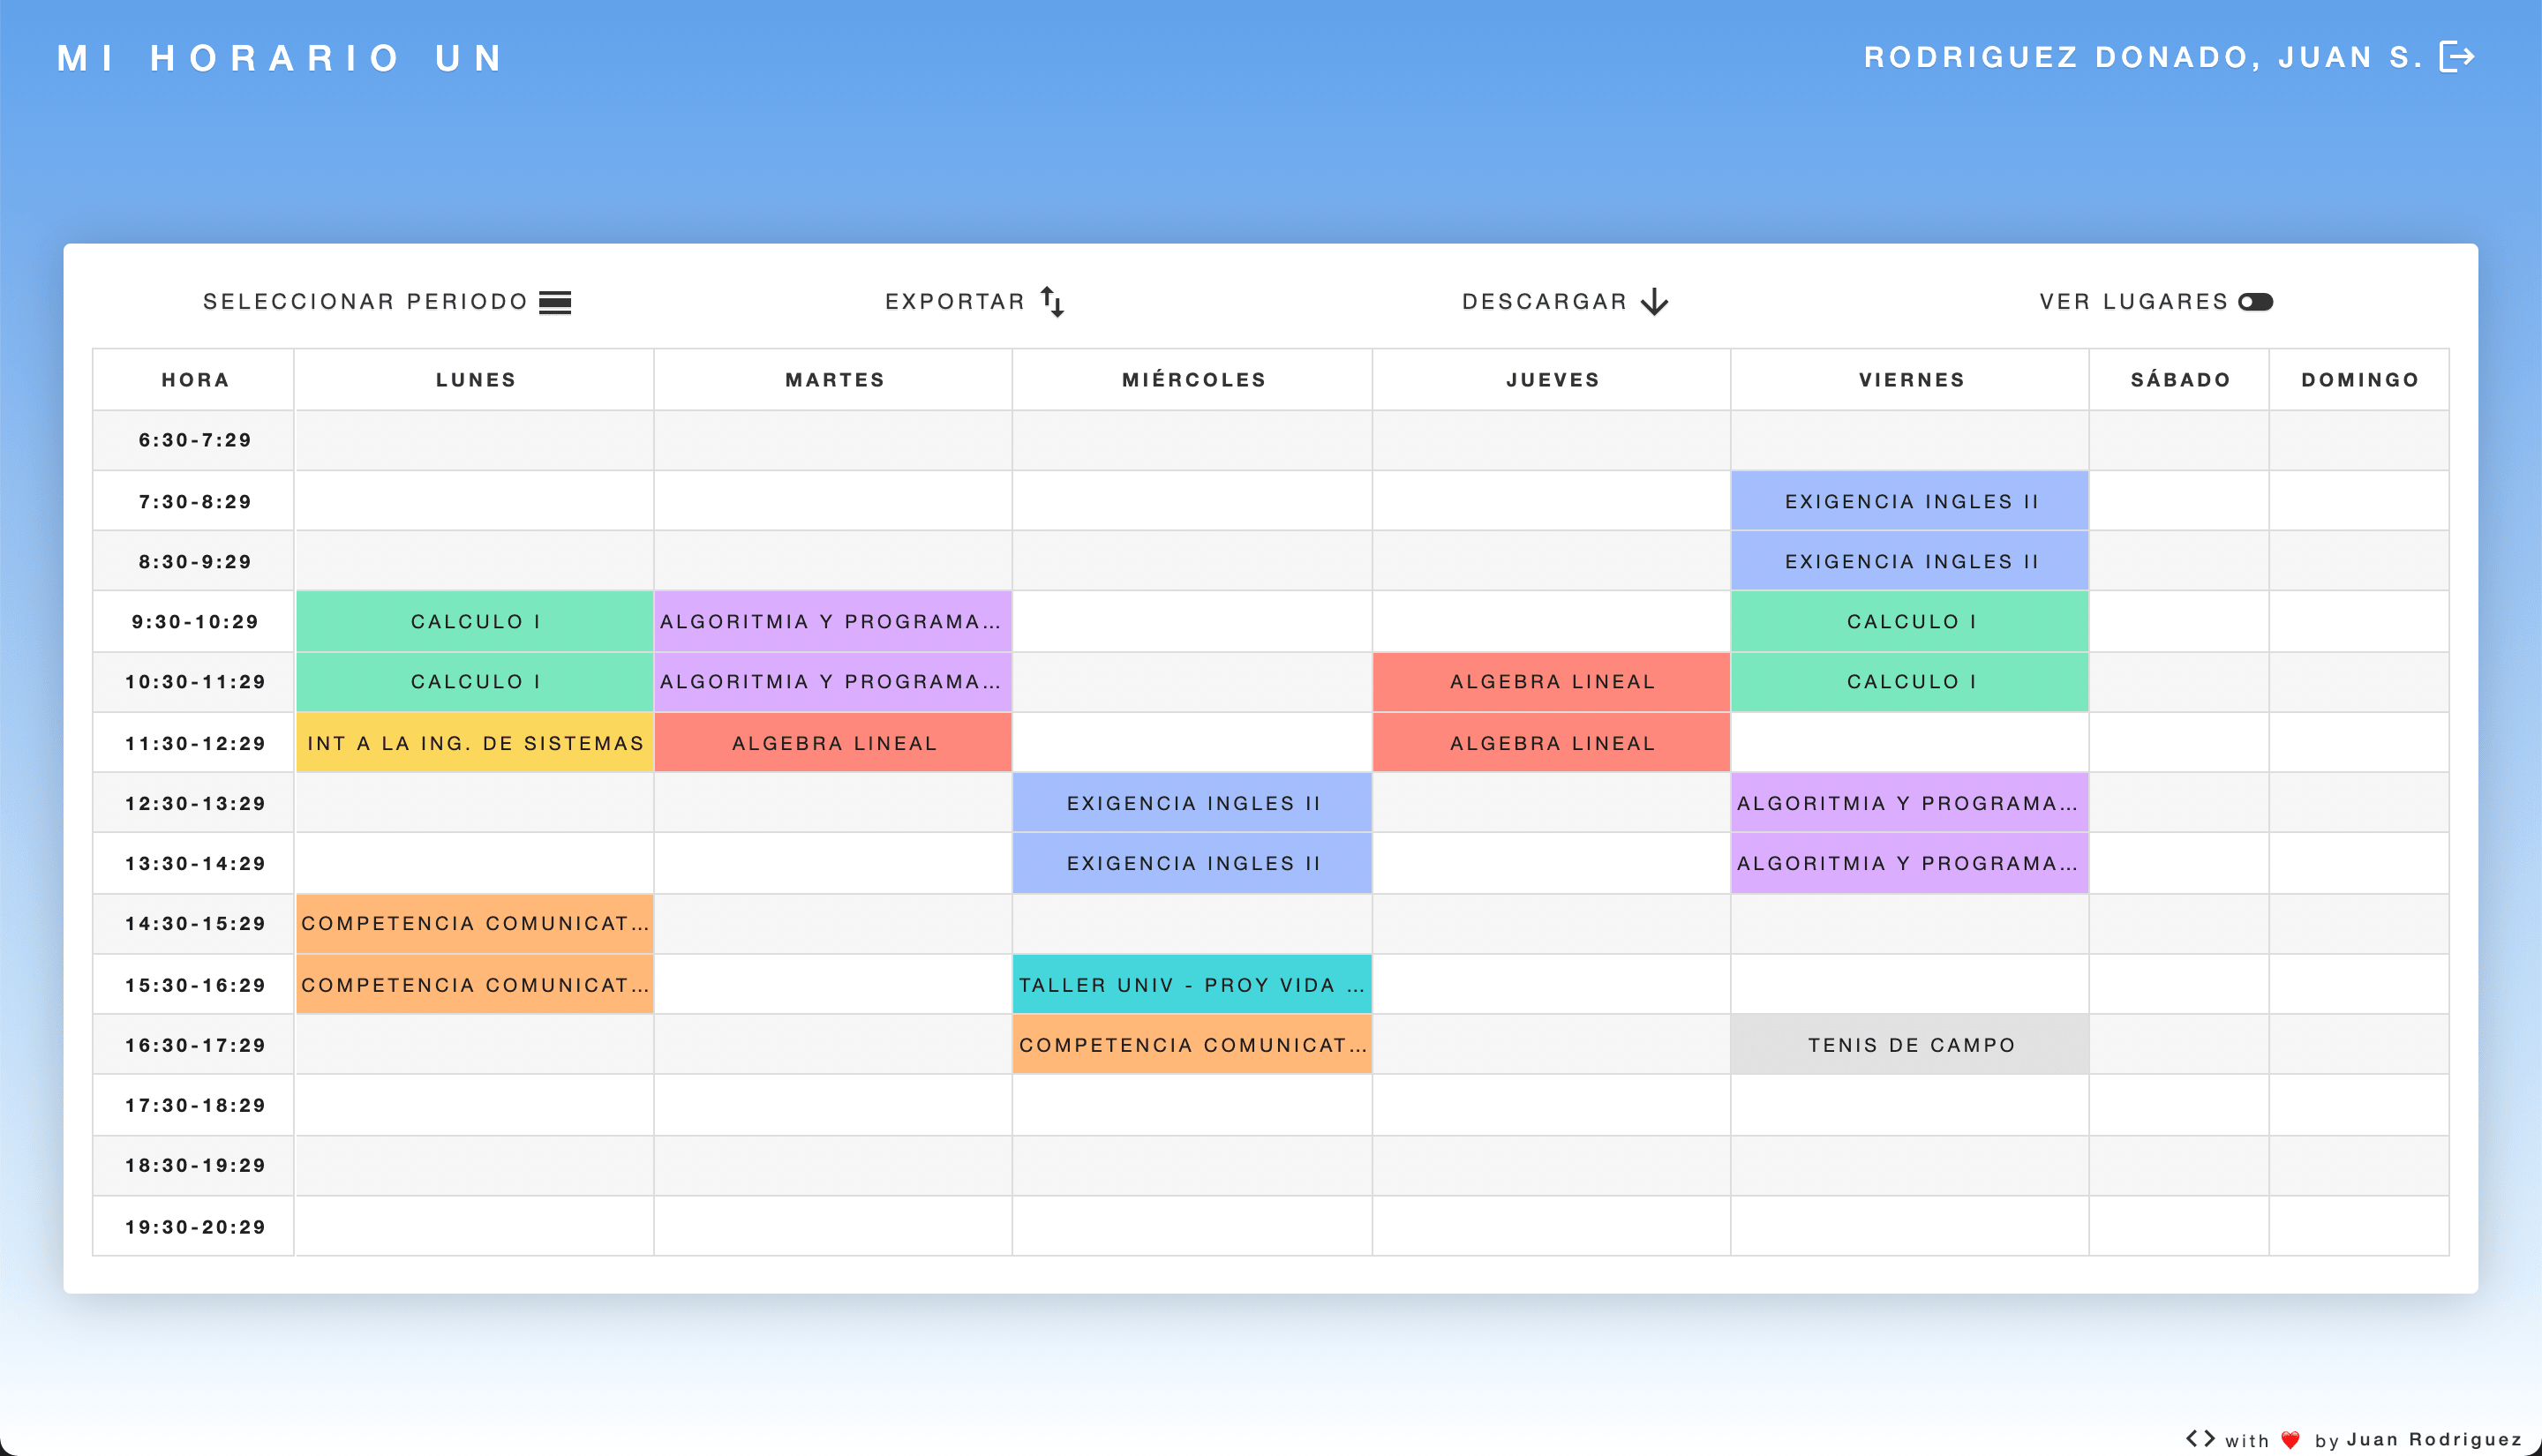 MI HORARIO UN
RODRIGUEZ DONADO, JUAN S.
SELECCIONAR PERIODO EXPORTAR DESCARGAR VER LUGARES
HORA LUNES MARTES MIÉRCOLES JUEVES VIERNES SÁBADO DOMINGO
6:30-7:29
7:30-8:29 EXIGENCIA INGLES II
8:30-9:29 EXIGENCIA INGLES II
9:30-10:29 CALCULO I ALGORITMIA Y PROGRAMA... CALCULO I
10:30-11:29 CALCULO I ALGORITMIA Y PROGRAMA... ALGEBRA LINEAL CALCULO I
11:30-12:29 INT A LA ING. DE SISTEMAS ALGEBRA LINEAL ALGEBRA LINEAL
12:30-13:29 EXIGENCIA INGLES II ALGORITMIA Y PROGRAMA...
13:30-14:29 EXIGENCIA INGLES II ALGORITMIA Y PROGRAMA...
14:30-15:29 COMPETENCIA COMUNICAT...
15:30-16:29 COMPETENCIA COMUNICAT... TALLER UNIV - PROY VIDA ...
16:30-17:29 COMPETENCIA COMUNICAT... TENIS DE CAMPO
17:30-18:29
18:30-19:29
19:30-20:29
<> with ❤️ by Juan Rodriguez